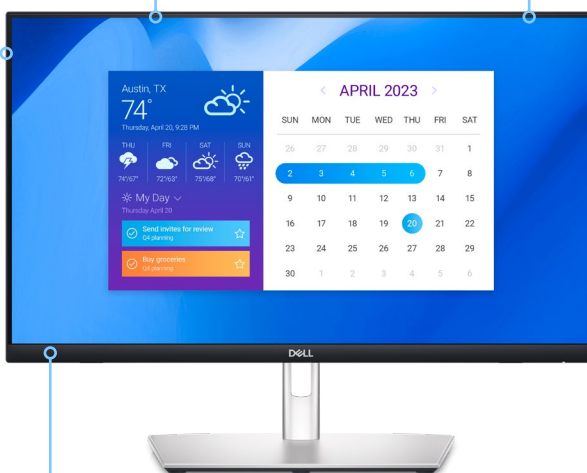 Austin, TX
74°
Thursday, April 20, 9:28 PM
THU FRI SAT SUN
74°/67° 72°/63° 75°/68° 70°/61°
My Day
Thursday April 20
Send invites for review
Q4 planning
Buy groceries
Q4 planning
< APRIL 2023 >
SUN MON TUE WED THU FRI SAT
26 27 28 29 30 31 1
2 3 4 5 6 7 8
9 10 11 12 13 14 15
16 17 18 19 20 21 22
23 24 25 26 27 28 29
30 1 2 3 4 5 6
DELL